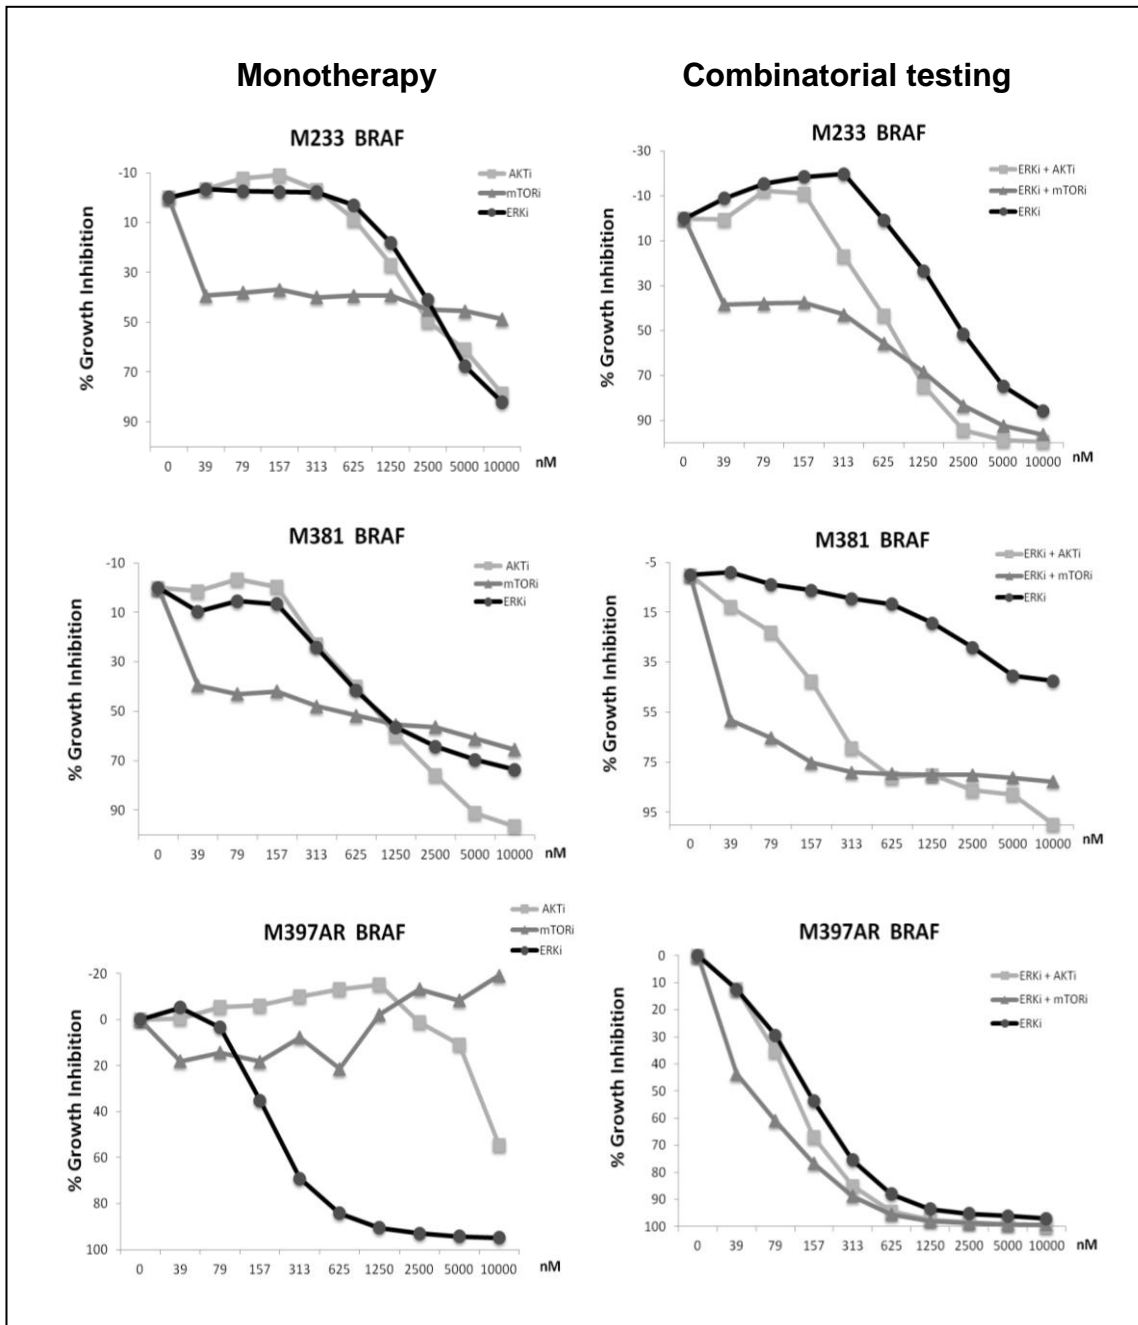 Monotherapy
Combinatorial testing
M233 BRAF
AKTi
mTORi
ERKi
% Growth Inhibition
-10
10
30
50
70
90
0 39 79 157 313 625 1250 2500 5000 10000 nM
M233 BRAF
ERKi + AKTi
ERKi + mTORi
ERKi
% Growth Inhibition
-30
-10
10
30
50
70
90
0 39 79 157 313 625 1250 2500 5000 10000 nM
M381 BRAF
AKTi
mTORi
ERKi
% Growth Inhibition
-10
10
30
50
70
90
0 39 79 157 313 625 1250 2500 5000 10000 nM
M381 BRAF
ERKi + AKTi
ERKi + mTORi
ERKi
% Growth Inhibition
-5
15
35
55
75
95
0 39 79 157 313 625 1250 2500 5000 10000 nM
M397AR BRAF
AKTi
mTORi
ERKi
% Growth Inhibition
-20
0
20
40
60
80
100
0 39 79 157 313 625 1250 2500 5000 10000 nM
M397AR BRAF
ERKi + AKTi
ERKi + mTORi
ERKi
% Growth Inhibition
0
10
20
30
40
50
60
70
80
90
100
0 39 79 157 313 625 1250 2500 5000 10000 nM